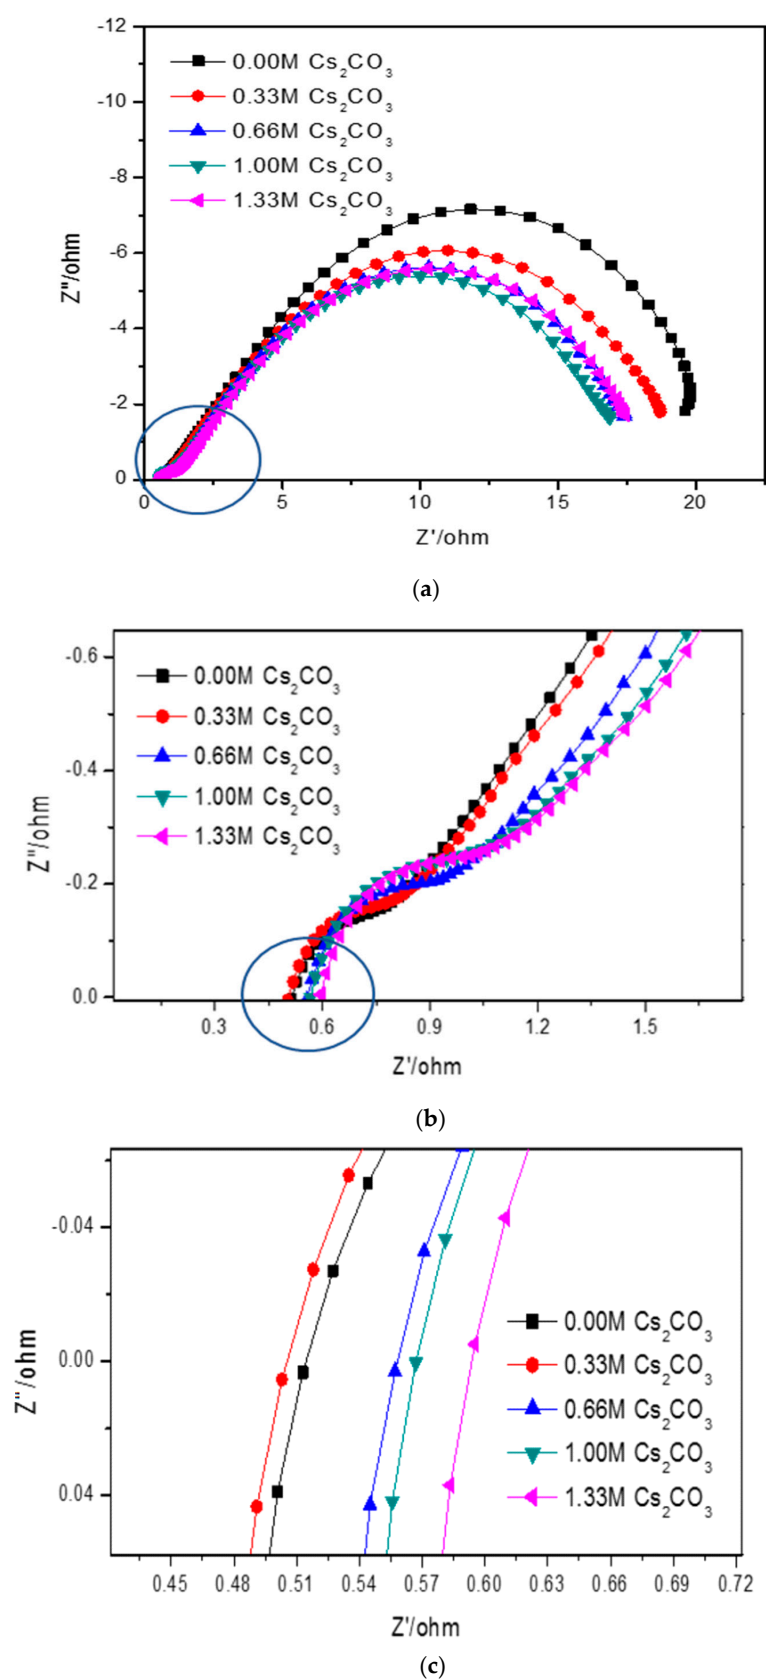 -12
-10
-8
-6
-4
-2
0
Z"/ohm
0.00M Cs₂CO₃
0.33M Cs₂CO₃
0.66M Cs₂CO₃
1.00M Cs₂CO₃
1.33M Cs₂CO₃
0 5 10 15 20
Z'/ohm
(a)
-0.6
-0.4
-0.2
0.0
Z"/ohm
0.00M Cs₂CO₃
0.33M Cs₂CO₃
0.66M Cs₂CO₃
1.00M Cs₂CO₃
1.33M Cs₂CO₃
0.3 0.6 0.9 1.2 1.5
Z'/ohm
(b)
-0.04
0.00
0.04
Z"/ohm
0.00M Cs₂CO₃
0.33M Cs₂CO₃
0.66M Cs₂CO₃
1.00M Cs₂CO₃
1.33M Cs₂CO₃
0.45 0.48 0.51 0.54 0.57 0.60 0.63 0.66 0.69 0.72
Z'/ohm
(c)